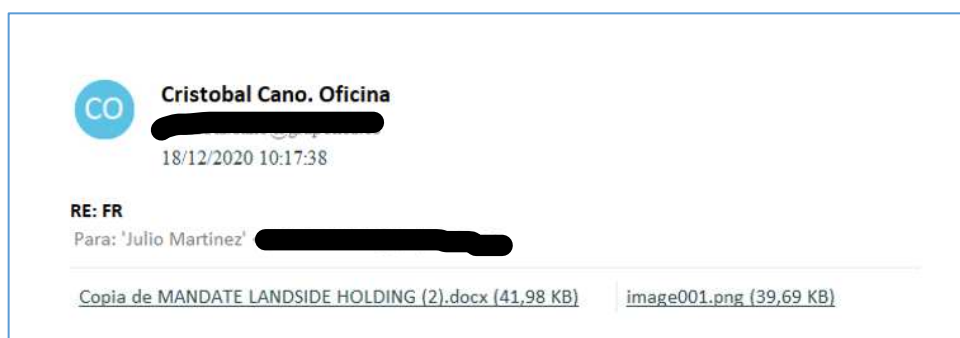 CO
Cristobal Cano. Oficina
18/12/2020 10:17:38
RE: FR
Para: 'Julio Martinez'
Copia de MANDATE LANDSIDE HOLDING (2).docx (41,98 KB)
image001.png (39,69 KB)